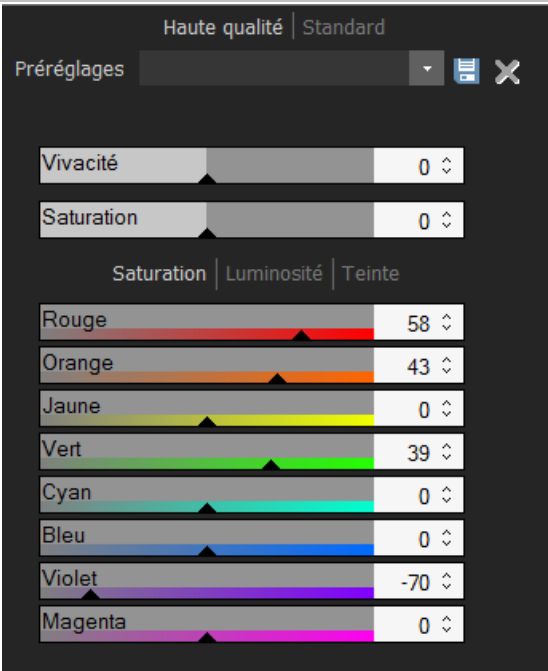 Haute qualité | Standard
Préréglages
Vivacité 0
Saturation 0
Saturation | Luminosité | Teinte
Rouge 58
Orange 43
Jaune 0
Vert 39
Cyan 0
Bleu 0
Violet -70
Magenta 0